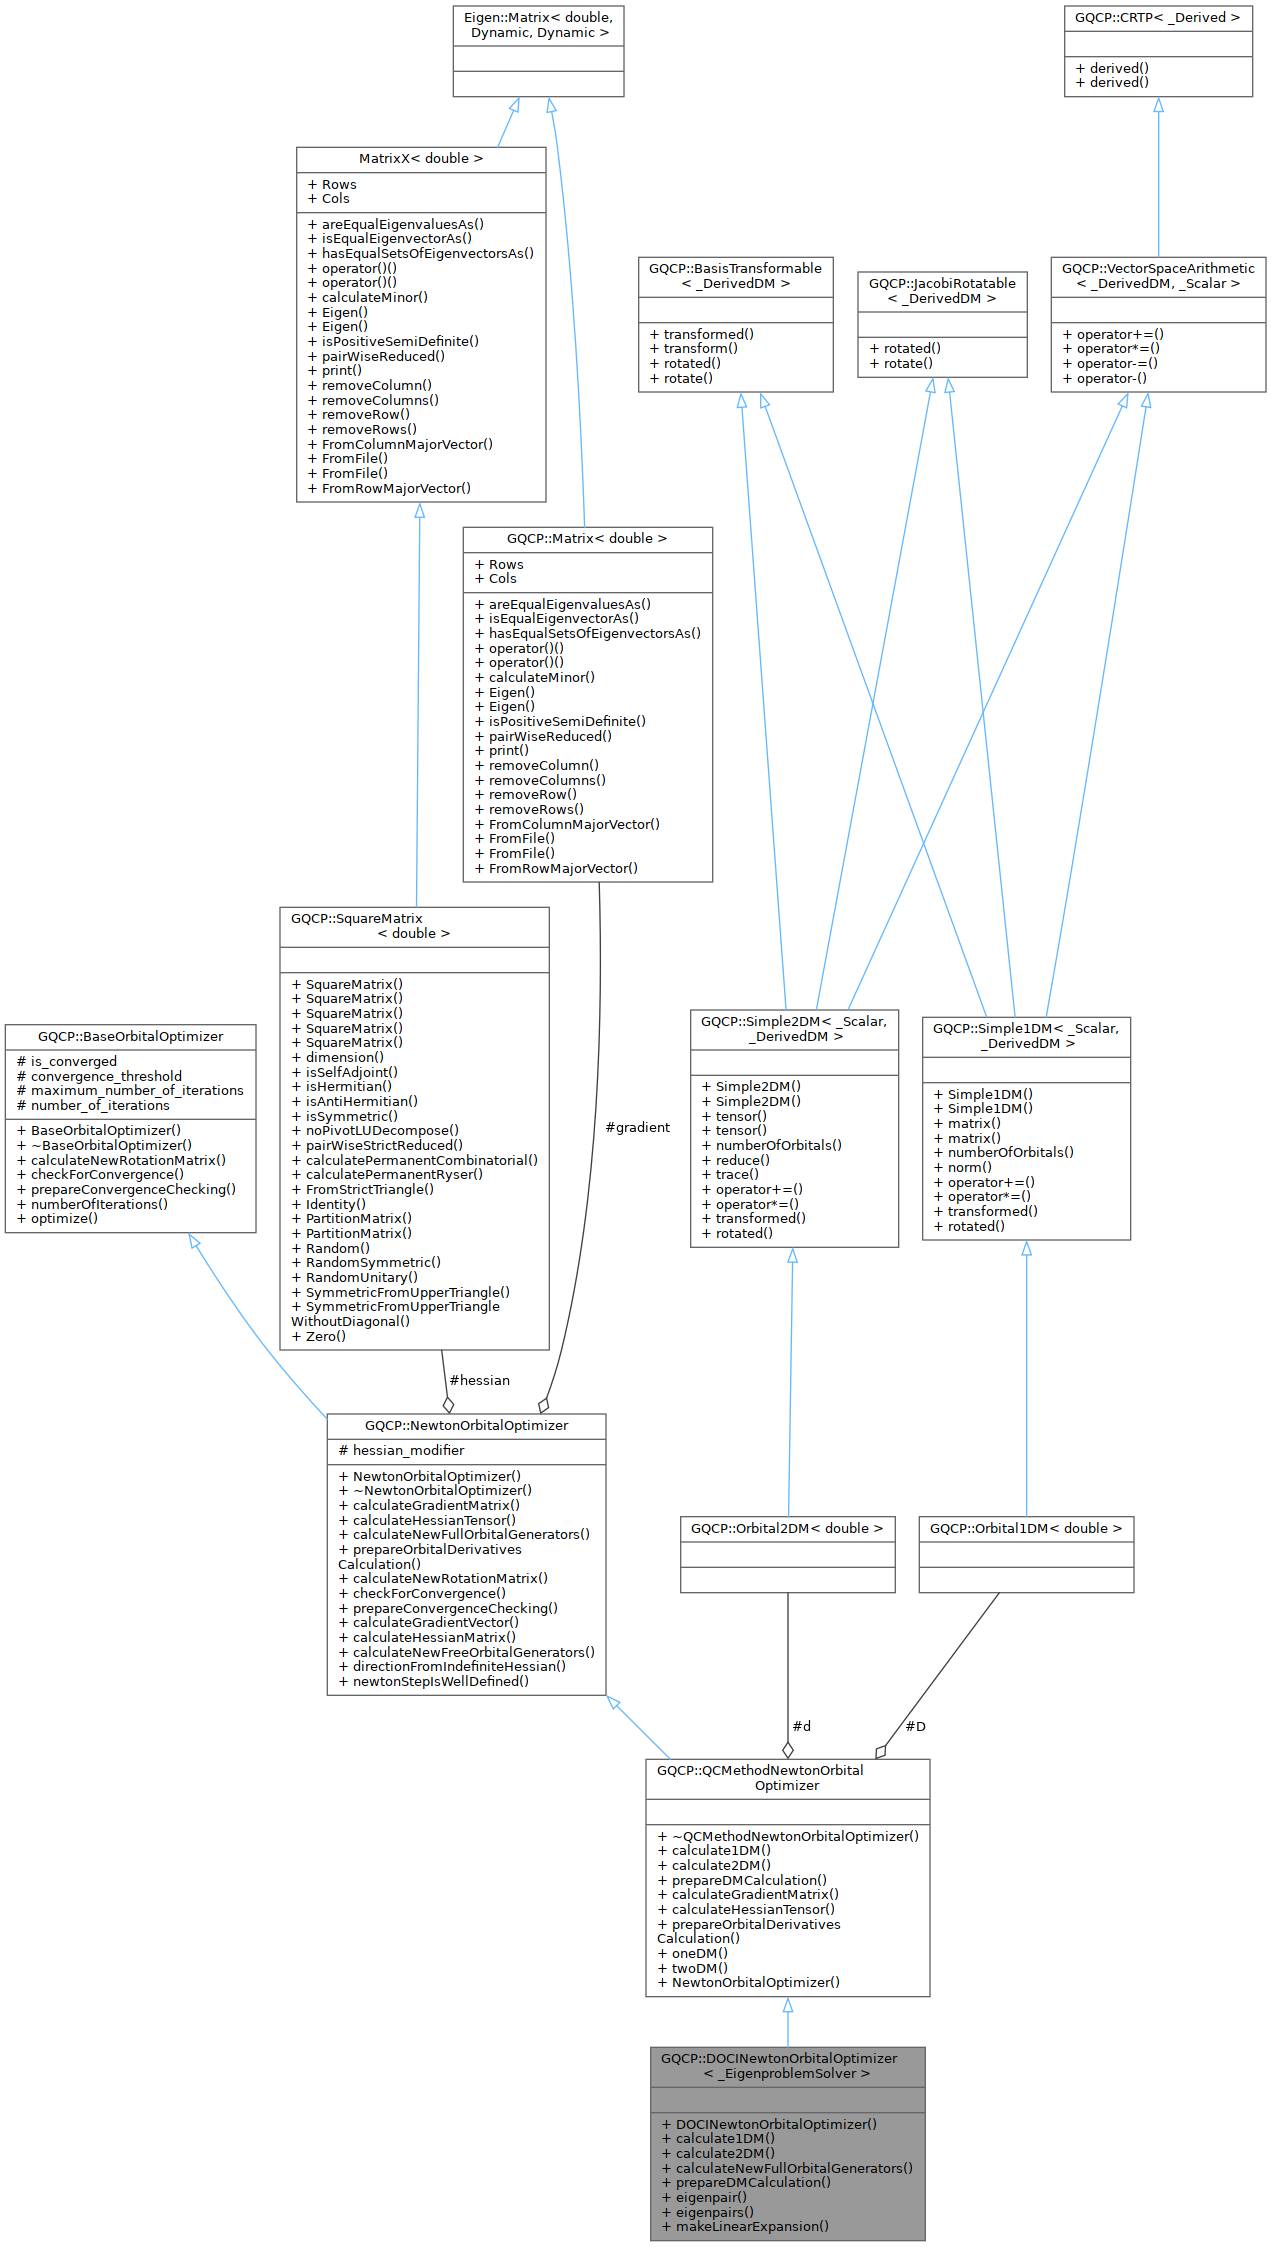 Eigen::Matrix< double,
Dynamic, Dynamic >
GQCP::CRTP< _Derived >
+ derived()
+ derived()
MatrixX< double >
+ Rows
+ Cols
+ areEqualEigenvaluesAs()
+ isEqualEigenvectorAs()
+ hasEqualSetsOfEigenvectorsAs()
+ operator()()
+ operator()()
+ calculateMinor()
+ Eigen()
+ Eigen()
+ isPositiveSemiDefinite()
+ pairWiseReduced()
+ print()
+ removeColumn()
+ removeColumns()
+ removeRow()
+ removeRows()
+ FromColumnMajorVector()
+ FromFile()
+ FromFile()
+ FromRowMajorVector()
GQCP::BasisTransformable
< _DerivedDM >
+ transformed()
+ transform()
+ rotated()
+ rotate()
GQCP::JacobiRotatable
< _DerivedDM >
+ rotated()
+ rotate()
GQCP::VectorSpaceArithmetic
< _DerivedDM, _Scalar >
+ operator+=()
+ operator*=()
+ operator-=()
+ operator-()
GQCP::Matrix< double >
+ Rows
+ Cols
+ areEqualEigenvaluesAs()
+ isEqualEigenvectorAs()
+ hasEqualSetsOfEigenvectorsAs()
+ operator()()
+ operator()()
+ calculateMinor()
+ Eigen()
+ Eigen()
+ isPositiveSemiDefinite()
+ pairWiseReduced()
+ print()
+ removeColumn()
+ removeColumns()
+ removeRow()
+ removeRows()
+ FromColumnMajorVector()
+ FromFile()
+ FromFile()
+ FromRowMajorVector()
GQCP::SquareMatrix
< double >
+ SquareMatrix()
+ SquareMatrix()
+ SquareMatrix()
+ SquareMatrix()
+ SquareMatrix()
+ dimension()
+ isSelfAdjoint()
+ isHermitian()
+ isAntiHermitian()
+ isSymmetric()
+ noPivotLUDecompose()
+ pairWiseStrictReduced()
+ calculatePermanentCombinatorial()
+ calculatePermanentRyser()
+ FromStrictTriangle()
+ Identity()
+ PartitionMatrix()
+ PartitionMatrix()
+ Random()
+ RandomSymmetric()
+ RandomUnitary()
+ SymmetricFromUpperTriangle()
+ SymmetricFromUpperTriangle
WithoutDiagonal()
+ Zero()
GQCP::BaseOrbitalOptimizer
# is_converged
# convergence_threshold
# maximum_number_of_iterations
# number_of_iterations
+ BaseOrbitalOptimizer()
+ ~BaseOrbitalOptimizer()
+ calculateNewRotationMatrix()
+ checkForConvergence()
+ prepareConvergenceChecking()
+ numberOfIterations()
+ optimize()
#gradient
GQCP::Simple2DM< _Scalar,
_DerivedDM >
+ Simple2DM()
+ Simple2DM()
+ tensor()
+ tensor()
+ numberOfOrbitals()
+ reduce()
+ trace()
+ operator+=()
+ operator*=()
+ transformed()
+ rotated()
GQCP::Simple1DM< _Scalar,
_DerivedDM >
+ Simple1DM()
+ Simple1DM()
+ matrix()
+ matrix()
+ numberOfOrbitals()
+ norm()
+ operator+=()
+ operator*=()
+ transformed()
+ rotated()
#hessian
GQCP::NewtonOrbitalOptimizer
# hessian_modifier
+ NewtonOrbitalOptimizer()
+ ~NewtonOrbitalOptimizer()
+ calculateGradientMatrix()
+ calculateHessianTensor()
+ calculateNewFullOrbitalGenerators()
+ prepareOrbitalDerivatives
Calculation()
+ calculateNewRotationMatrix()
+ checkForConvergence()
+ prepareConvergenceChecking()
+ calculateGradientVector()
+ calculateHessianMatrix()
+ calculateNewFreeOrbitalGenerators()
+ directionFromIndefiniteHessian()
+ newtonStepIsWellDefined()
GQCP::Orbital2DM< double >
GQCP::Orbital1DM< double >
#d
#D
GQCP::QCMethodNewtonOrbital
Optimizer
+ ~QCMethodNewtonOrbitalOptimizer()
+ calculate1DM()
+ calculate2DM()
+ prepareDMCalculation()
+ calculateGradientMatrix()
+ calculateHessianTensor()
+ prepareOrbitalDerivatives
Calculation()
+ oneDM()
+ twoDM()
+ NewtonOrbitalOptimizer()
GQCP::DOCINewtonOrbitalOptimizer
< _EigenproblemSolver >
+ DOCINewtonOrbitalOptimizer()
+ calculate1DM()
+ calculate2DM()
+ calculateNewFullOrbitalGenerators()
+ prepareDMCalculation()
+ eigenpair()
+ eigenpairs()
+ makeLinearExpansion()